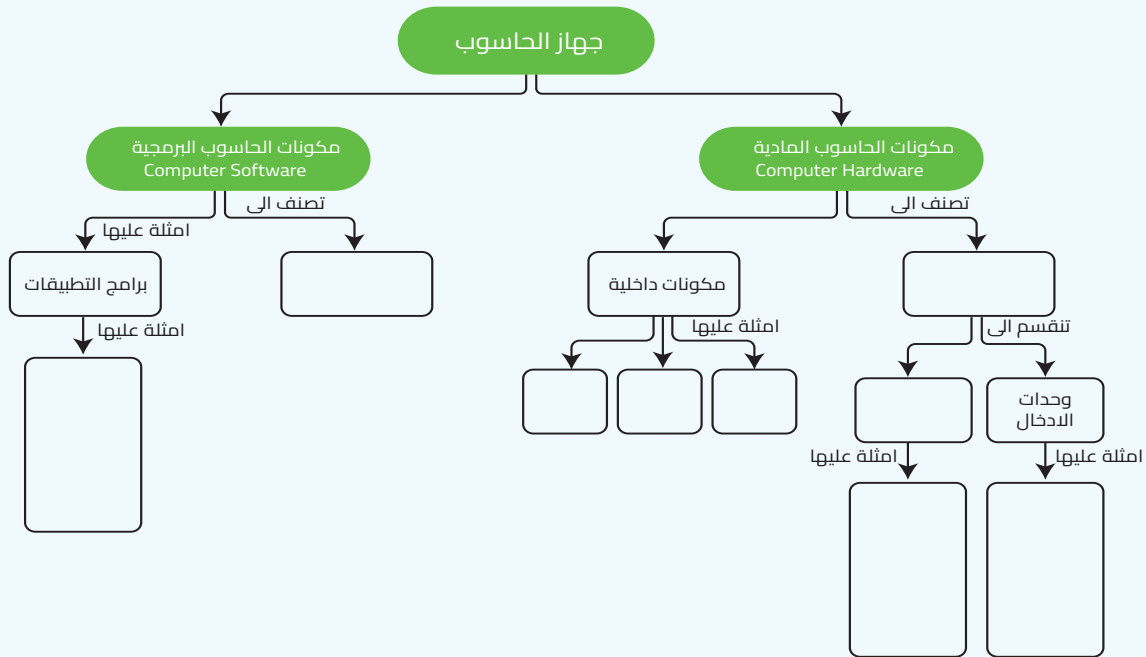 جهاز الحاسوب
مكونات الحاسوب المادية
Computer Hardware
مكونات الحاسوب البرمجية
Computer Software
تصنف الى
تصنف الى
امثلة عليها
مكونات داخلية
برامج التطبيقات
تنقسم الى
امثلة عليها
امثلة عليها
وحدات
الادخال
امثلة عليها
امثلة عليها